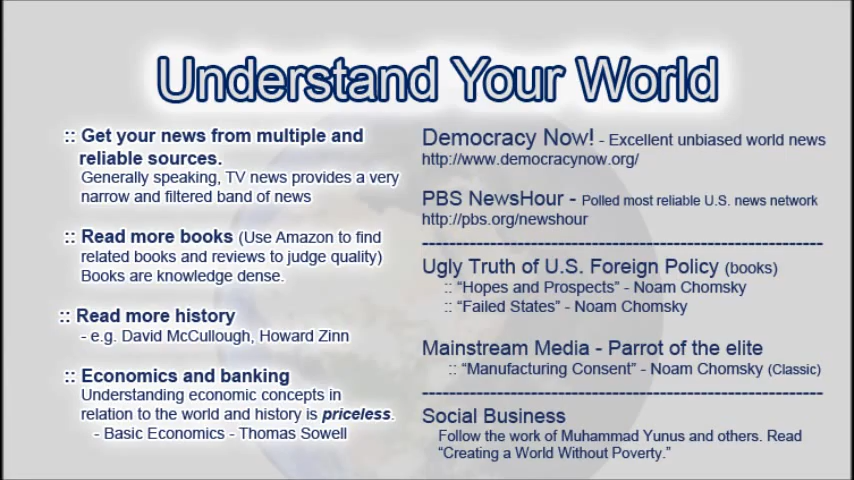 Understand Your World
:: Get your news from multiple and
reliable sources.
Generally speaking, TV news provides a very
narrow and filtered band of news
:: Read more books (Use Amazon to find
related books and reviews to judge quality)
Books are knowledge dense.
:: Read more history
- e.g. David McCullough, Howard Zinn
:: Economics and banking
Understanding economic concepts in
relation to the world and history is priceless.
- Basic Economics - Thomas Sowell
Democracy Now! - Excellent unbiased world news
http://www.democracynow.org/
PBS NewsHour - Polled most reliable U.S. news network
http://pbs.org/newshour
------------------------------------------------------------
Ugly Truth of U.S. Foreign Policy (books)
:: “Hopes and Prospects” - Noam Chomsky
:: “Failed States” - Noam Chomsky
Mainstream Media - Parrot of the elite
:: “Manufacturing Consent” - Noam Chomsky (Classic)
------------------------------------------------------------
Social Business
Follow the work of Muhammad Yunus and others. Read
“Creating a World Without Poverty.”